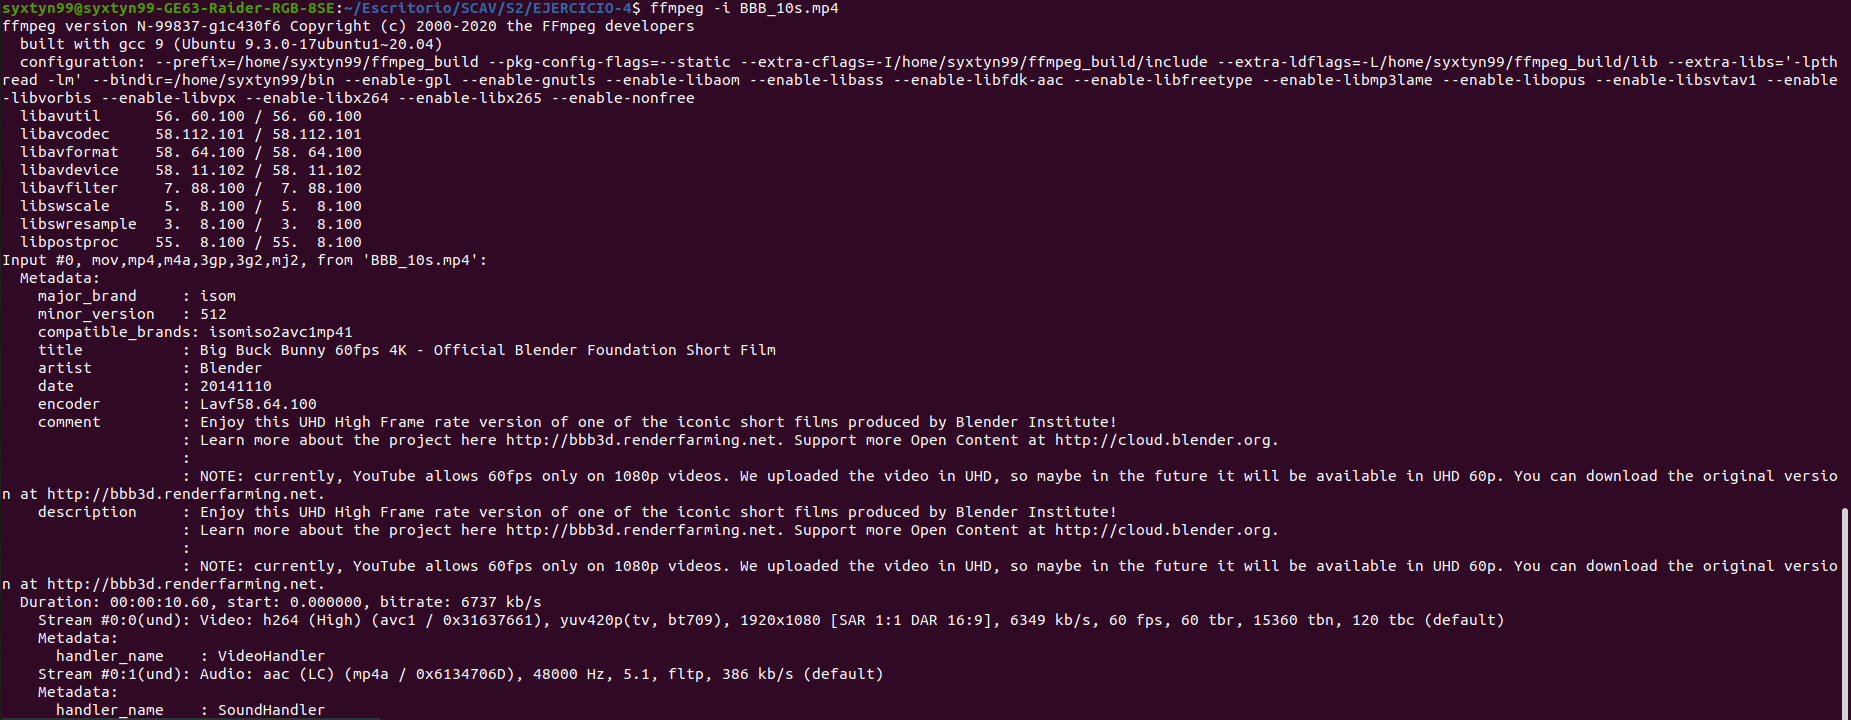 syxtyn99@syxtyn99-GE63-Raider-RGB-8SE:~/Escritorio/SCAV/S2/EJERCICIO-4$ ffmpeg -i BBB_10s.mp4
ffmpeg version N-99837-g1c430f6 Copyright (c) 2000-2020 the FFmpeg developers
  built with gcc 9 (Ubuntu 9.3.0-17ubuntu1~20.04)
  configuration: --prefix=/home/syxtyn99/ffmpeg_build --pkg-config-flags=--static --extra-cflags=-I/home/syxtyn99/ffmpeg_build/include --extra-ldflags=-L/home/syxtyn99/ffmpeg_build/lib --extra-libs='-lpth
read -lm' --bindir=/home/syxtyn99/bin --enable-gpl --enable-gnutls --enable-libaom --enable-libass --enable-libfdk-aac --enable-libfreetype --enable-libmp3lame --enable-libopus --enable-libsvtav1 --enable
-libvorbis --enable-libvpx --enable-libx264 --enable-libx265 --enable-nonfree
  libavutil      56. 60.100 / 56. 60.100
  libavcodec     58.112.101 / 58.112.101
  libavformat    58. 64.100 / 58. 64.100
  libavdevice    58. 11.102 / 58. 11.102
  libavfilter     7. 88.100 /  7. 88.100
  libswscale      5.  8.100 /  5.  8.100
  libswresample   3.  8.100 /  3.  8.100
  libpostproc    55.  8.100 / 55.  8.100
Input #0, mov,mp4,m4a,3gp,3g2,mj2, from 'BBB_10s.mp4':
  Metadata:
    major_brand     : isom
    minor_version   : 512
    compatible_brands: isomiso2avc1mp41
    title           : Big Buck Bunny 60fps 4K - Official Blender Foundation Short Film
    artist          : Blender
    date            : 20141110
    encoder         : Lavf58.64.100
    comment         : Enjoy this UHD High Frame rate version of one of the iconic short films produced by Blender Institute!
                    : Learn more about the project here http://bbb3d.renderfarming.net. Support more Open Content at http://cloud.blender.org.
                    :
                    : NOTE: currently, YouTube allows 60fps only on 1080p videos. We uploaded the video in UHD, so maybe in the future it will be available in UHD 60p. You can download the original versio
n at http://bbb3d.renderfarming.net.
    description     : Enjoy this UHD High Frame rate version of one of the iconic short films produced by Blender Institute!
                    : Learn more about the project here http://bbb3d.renderfarming.net. Support more Open Content at http://cloud.blender.org.
                    :
                    : NOTE: currently, YouTube allows 60fps only on 1080p videos. We uploaded the video in UHD, so maybe in the future it will be available in UHD 60p. You can download the original versio
n at http://bbb3d.renderfarming.net.
  Duration: 00:00:10.60, start: 0.000000, bitrate: 6737 kb/s
    Stream #0:0(und): Video: h264 (High) (avc1 / 0x31637661), yuv420p(tv, bt709), 1920x1080 [SAR 1:1 DAR 16:9], 6349 kb/s, 60 fps, 60 tbr, 15360 tbn, 120 tbc (default)
    Metadata:
      handler_name    : VideoHandler
    Stream #0:1(und): Audio: aac (LC) (mp4a / 0x6134706D), 48000 Hz, 5.1, fltp, 386 kb/s (default)
    Metadata:
      handler_name    : SoundHandler